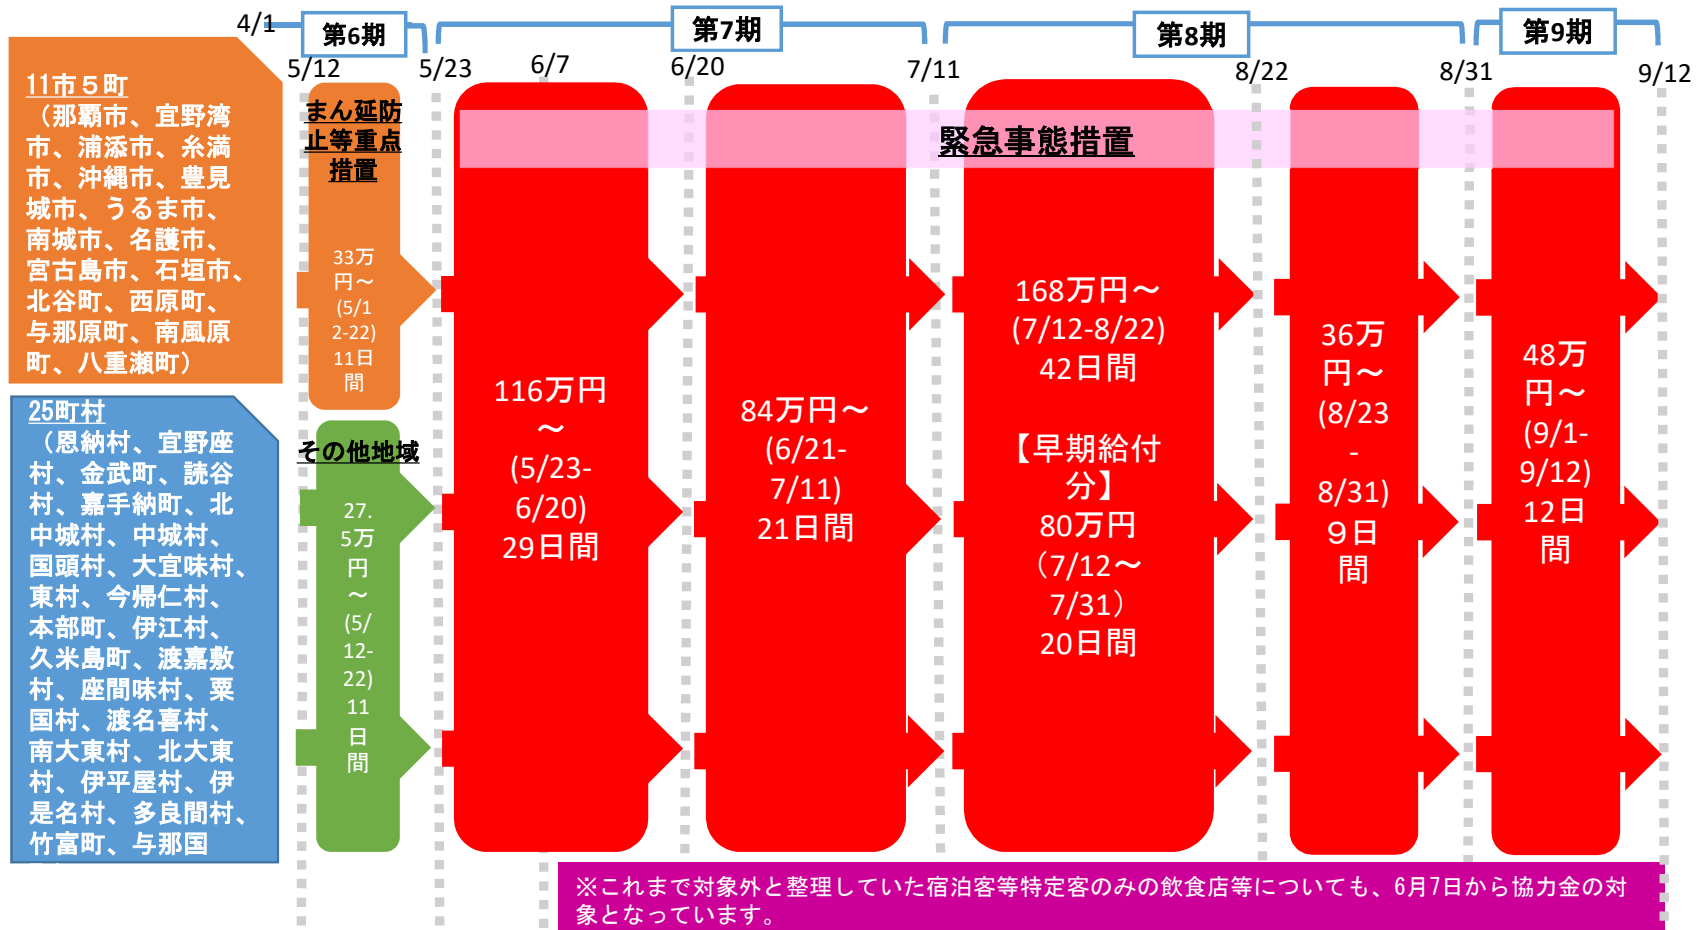 4/1
第6期
第7期
第8期
第9期
5/12
5/23
6/7
6/20
7/11
8/22
8/31
9/12
11市５町
（那覇市、宜野湾
市、浦添市、糸満
市、沖縄市、豊見
城市、うるま市、
南城市、名護市、
宮古島市、石垣市、
北谷町、西原町、
与那原町、南風原
町、八重瀬町）
25町村
（恩納村、宜野座
村、金武町、読谷
村、嘉手納町、北
中城村、中城村、
国頭村、大宜味村、
東村、今帰仁村、
本部町、伊江村、
久米島町、渡嘉敷
村、座間味村、粟
国村、渡名喜村、
南大東村、北大東
村、伊平屋村、伊
是名村、多良間村、
竹富町、与那国
まん延防
止等重点
措置
33万
円～
(5/1
2-22)
11日
間
その他地域
27.
5万
円
～
(5/
12-
22)
11
日
間
緊急事態措置
116万円
～
(5/23-
6/20)
29日間
84万円～
(6/21-
7/11)
21日間
168万円～
(7/12-8/22)
42日間
【早期給付
分】
80万円
（7/12～
7/31）
20日間
36万
円～
(8/23
-
8/31)
９日
間
48万
円～
(9/1-
9/12)
12日
間
※これまで対象外と整理していた宿泊客等特定客のみの飲食店等についても、6月7日から協力金の対
象となっています。